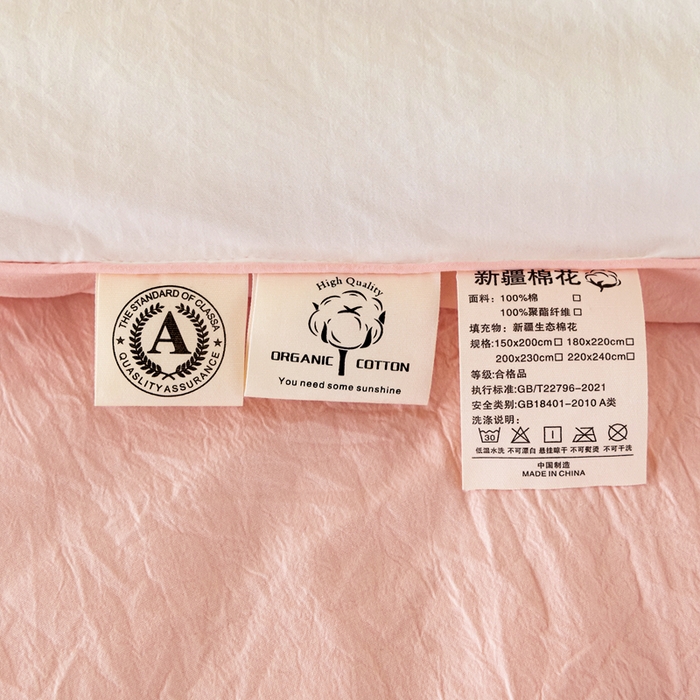 THE STANDARD OF CLASSA
A
QUASLITYASSURANCE
High Quality
ORGANIC COTTON
You need some sunshine
新疆棉花
面料：100%棉 □
100%聚酯纤维 □
填充物：新疆生态棉花
规格:150x200cm□ 180x220cm□
200x230cm□ 220x240cm□
等级:合格品
执行标准:GB/T22796-2021
安全类别:GB18401-2010 A类
洗涤说明：
30
低温水洗 不可漂白 悬挂晾干 不可熨烫 不可干洗
中国制造
MADE IN CHINA